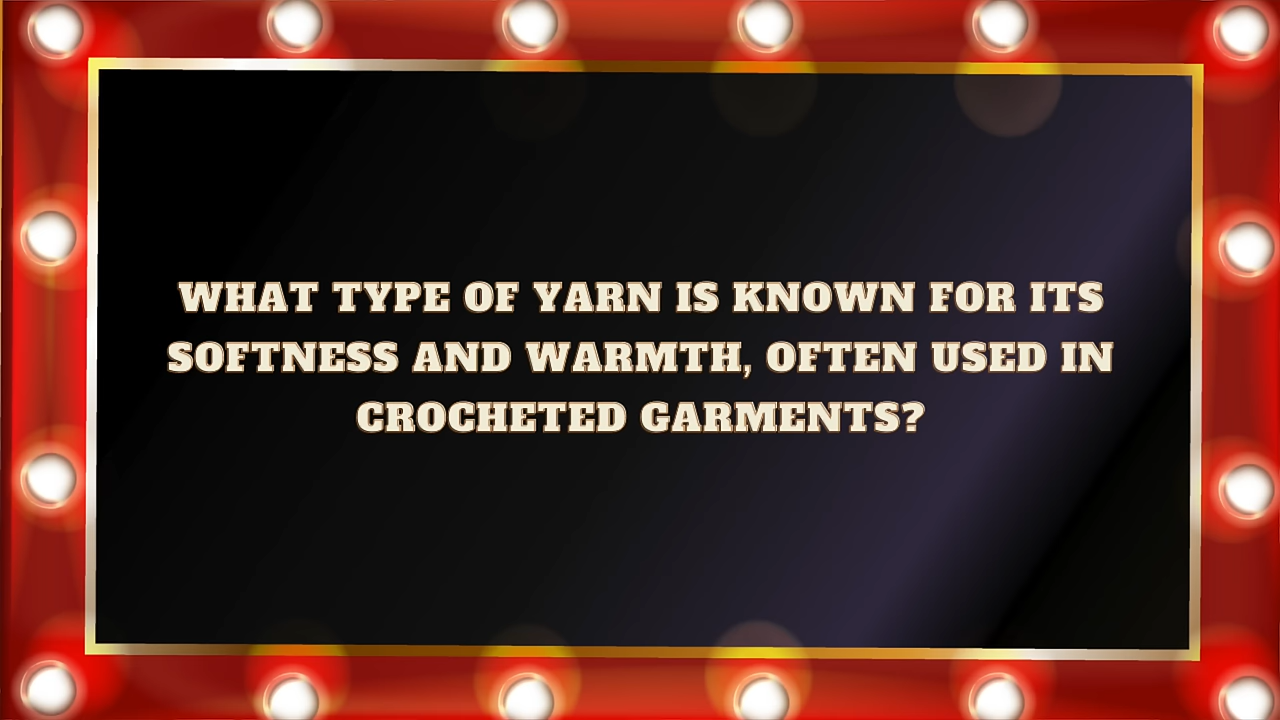 WHAT TYPE OF YARN IS KNOWN FOR ITS
SOFTNESS AND WARMTH, OFTEN USED IN
CROCHETED GARMENTS?